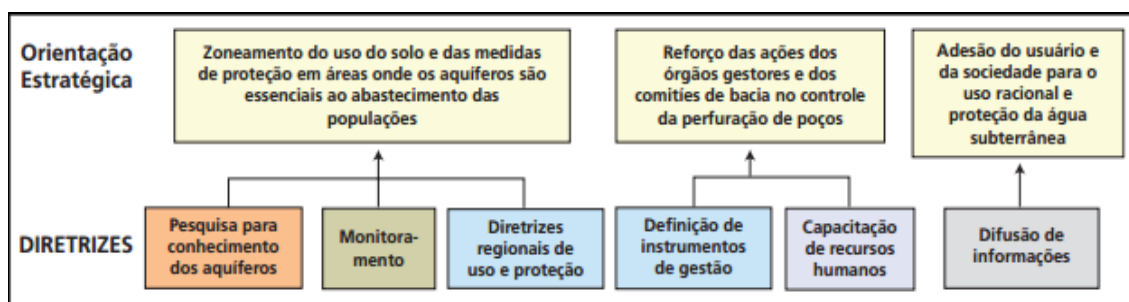 Orientação
Estratégica
Zoneamento do uso do solo e das medidas
de proteção em áreas onde os aquíferos são
essenciais ao abastecimento das
populações
Reforço das ações dos
órgãos gestores e dos
comitíes de bacia no controle
da perfuração de poços
Adesão do usuário e
da sociedade para o
uso racional e
proteção da água
subterrânea
DIRETRIZES
Pesquisa para
conhecimento
dos aquíferos
Monitora-
mento
Diretrizes
regionais de
uso e proteção
Definição de
instrumentos
de gestão
Capacitação
de recursos
humanos
Difusão de
informações